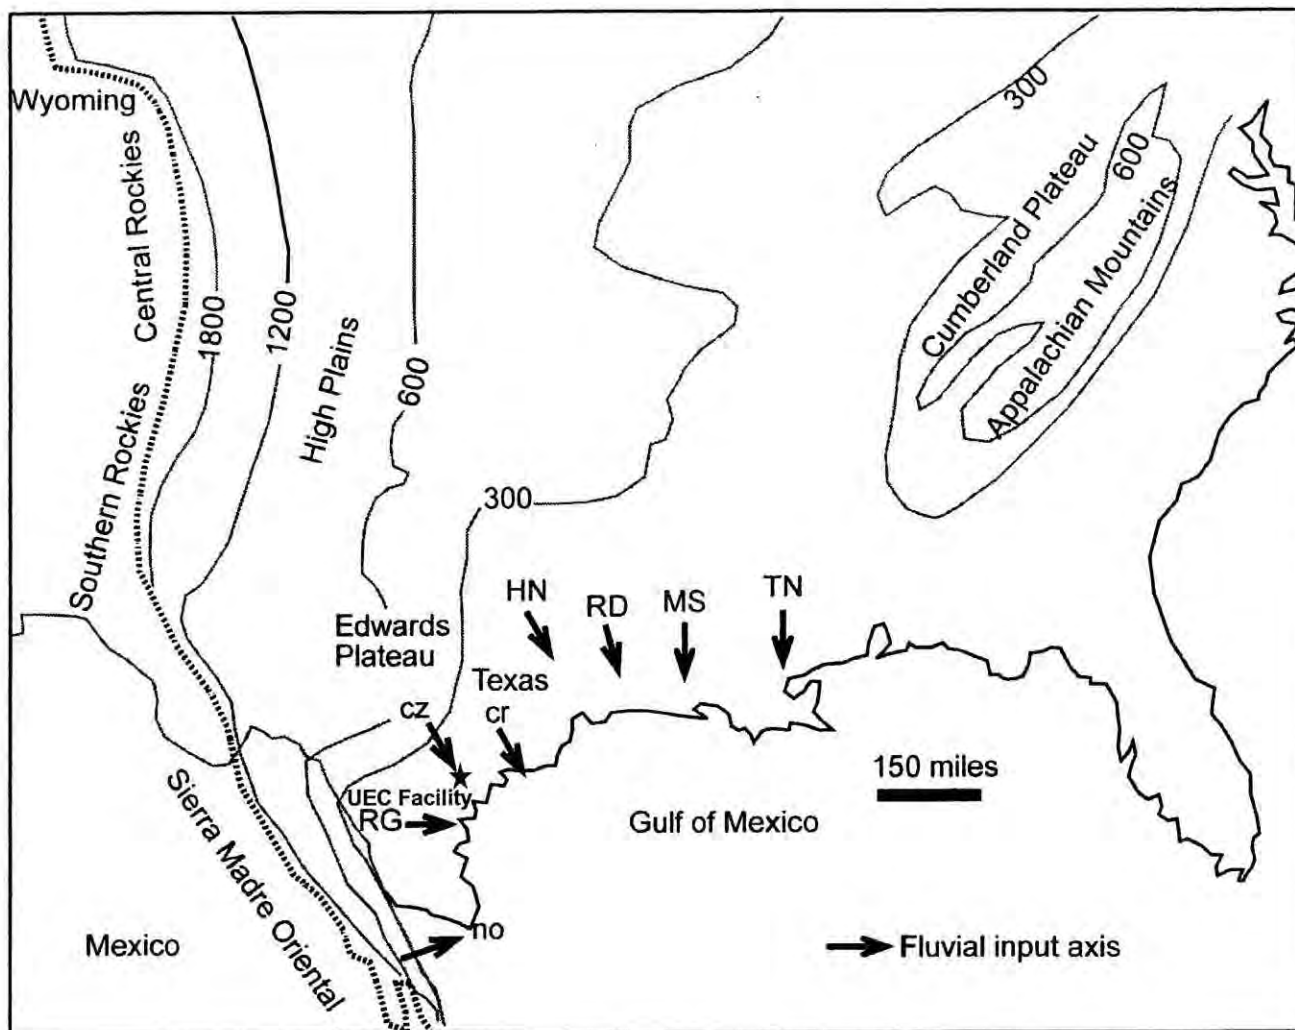 300
Wyoming
Central Rockies
Cumberland Plateau
600
Appalachian Mountains
1800
1200
High Plains
600
Southern Rockies
300
HN
RD
MS
TN
Edwards
Plateau
Texas
cz
cr
150 miles
UEC Facility
RG
Gulf of Mexico
Sierra Madre Oriental
no
Mexico
Fluvial input axis